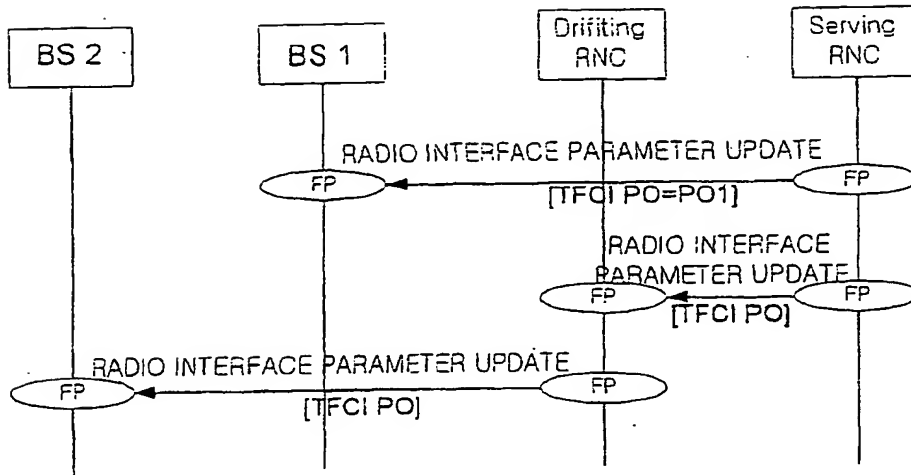 BS 2
BS 1
Drifiting
RNC
Serving
RNC
RADIO INTERFACE PARAMETER UPDATE
FP
FP
[TFCI PO=PO1]
RADIO INTERFACE
PARAMETER UPDATE
FP
FP
[TFCI PO]
RADIO INTERFACE PARAMETER UPDATE
FP
FP
[TFCI PO]